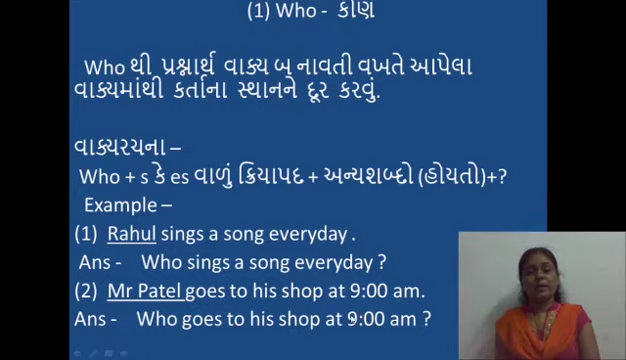 (1) Who - કોણ
Who થી પ્રશ્નાર્થ વાક્ય બ નાવતી વખતે આપેલા
વાક્યમાંથી કર્તાના સ્થાનને દૂર કરવું.
વાક્યરચના –
Who + s કે es વાળું ક્રિયાપદ + અન્યશબ્દો (હોયતો)+?
Example –
(1) Rahul sings a song everyday .
Ans - Who sings a song everyday ?
(2) Mr Patel goes to his shop at 9:00 am.
Ans - Who goes to his shop at 9:00 am ?